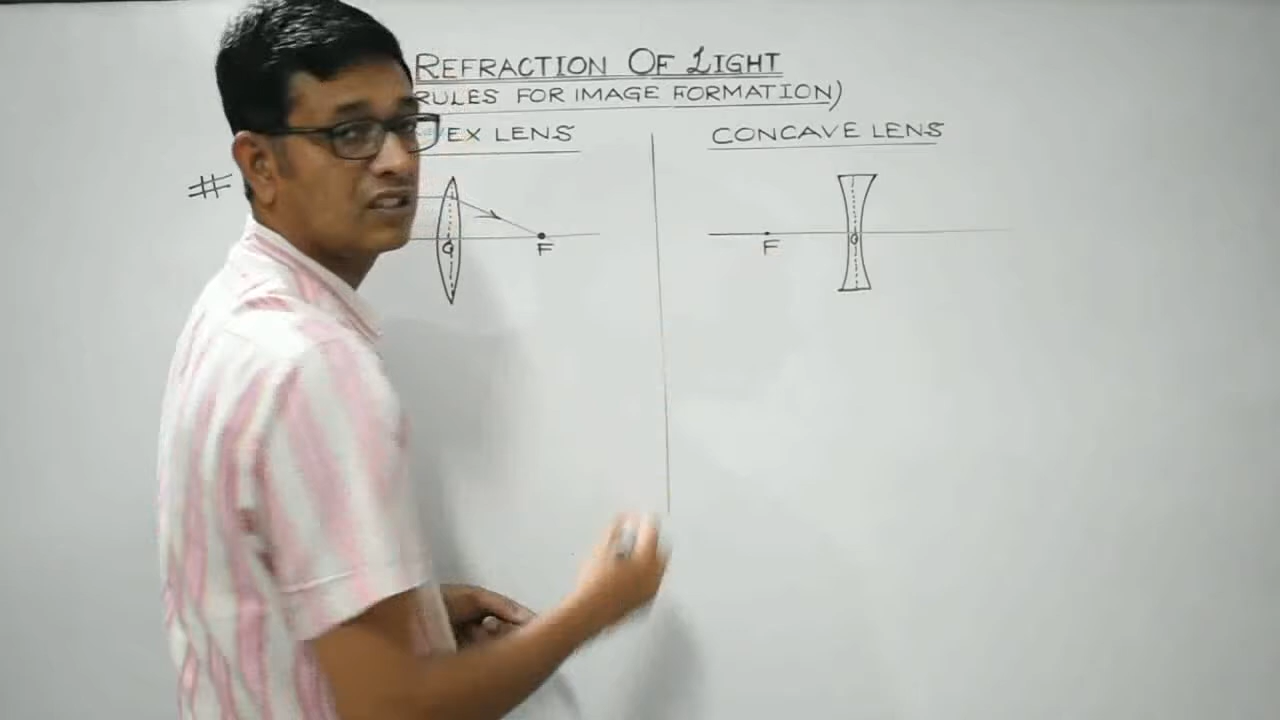 REFRACTION OF LIGHT
RULES FOR IMAGE FORMATION)
VEX LENS
CONCAVE LENS
#
O
F
F
O